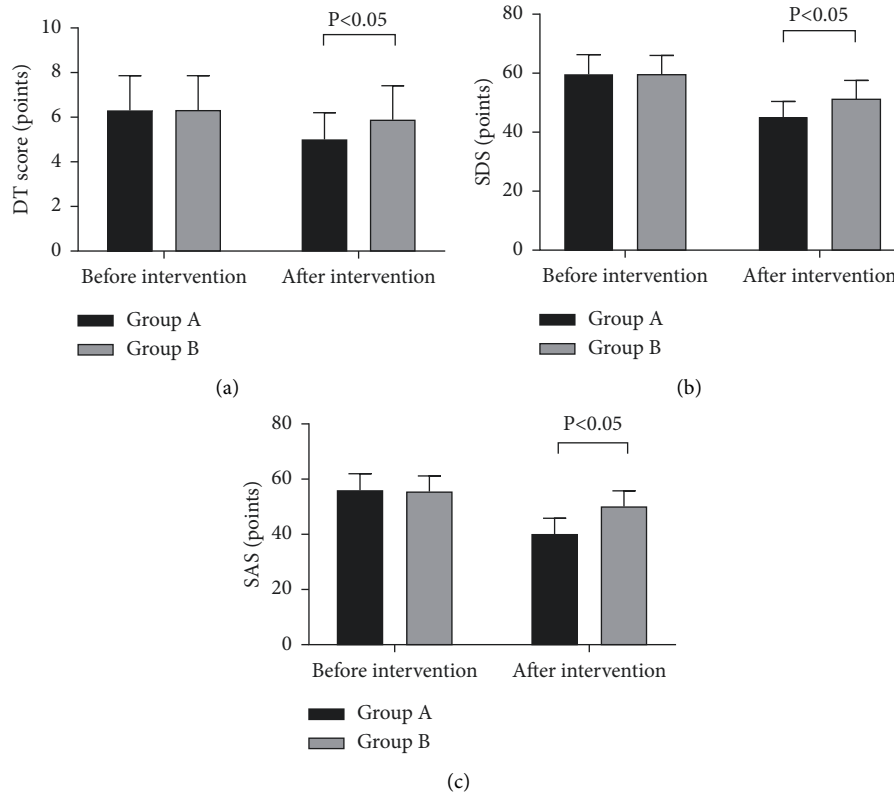 P<0.05
10
8
6
4
2
0
DT score (points)
Before intervention After intervention
Group A
Group B
(a)
P<0.05
80
60
40
20
0
SDS (points)
Before intervention After intervention
Group A
Group B
(b)
P<0.05
80
60
40
20
0
SAS (points)
Before intervention After intervention
Group A
Group B
(c)